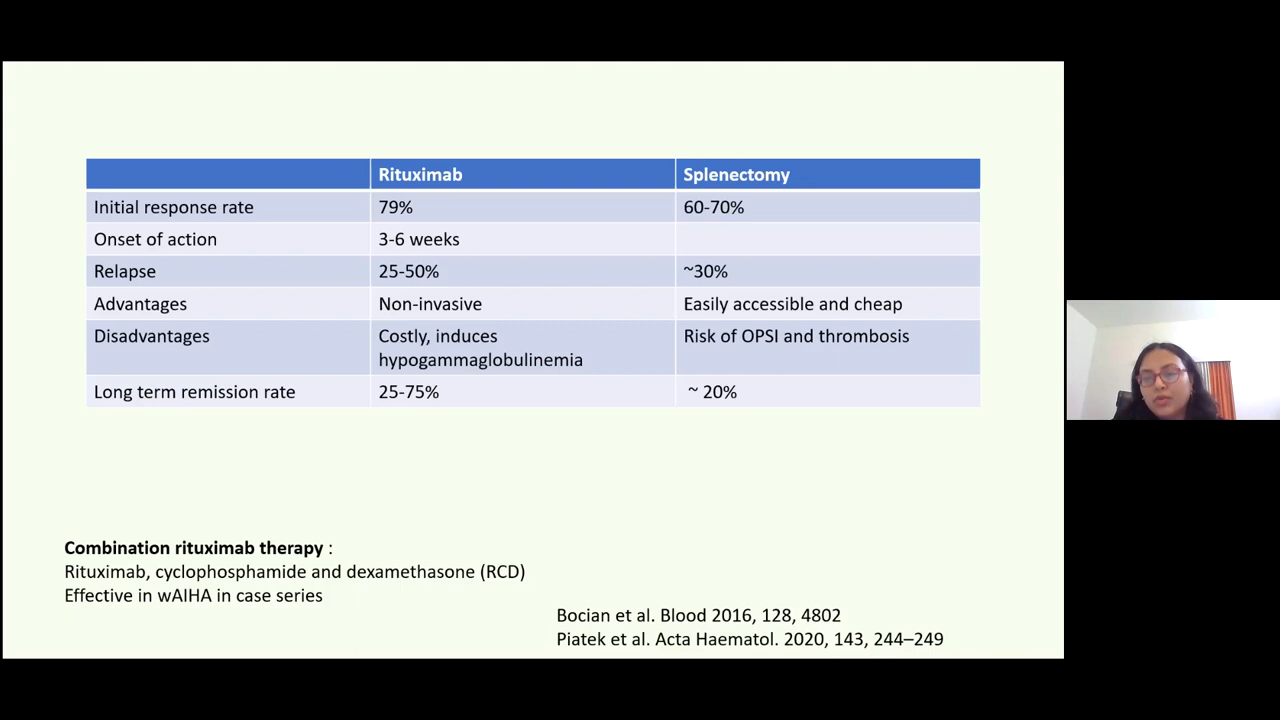 Rituximab Splenectomy
Initial response rate 79% 60-70%
Onset of action 3-6 weeks
Relapse 25-50% ~30%
Advantages Non-invasive Easily accessible and cheap
Disadvantages Costly, induces Risk of OPSI and thrombosis
hypogammaglobulinemia
Long term remission rate 25-75% ~ 20%
Combination rituximab therapy :
Rituximab, cyclophosphamide and dexamethasone (RCD)
Effective in wAIHA in case series
Bocian et al. Blood 2016, 128, 4802
Piatek et al. Acta Haematol. 2020, 143, 244–249